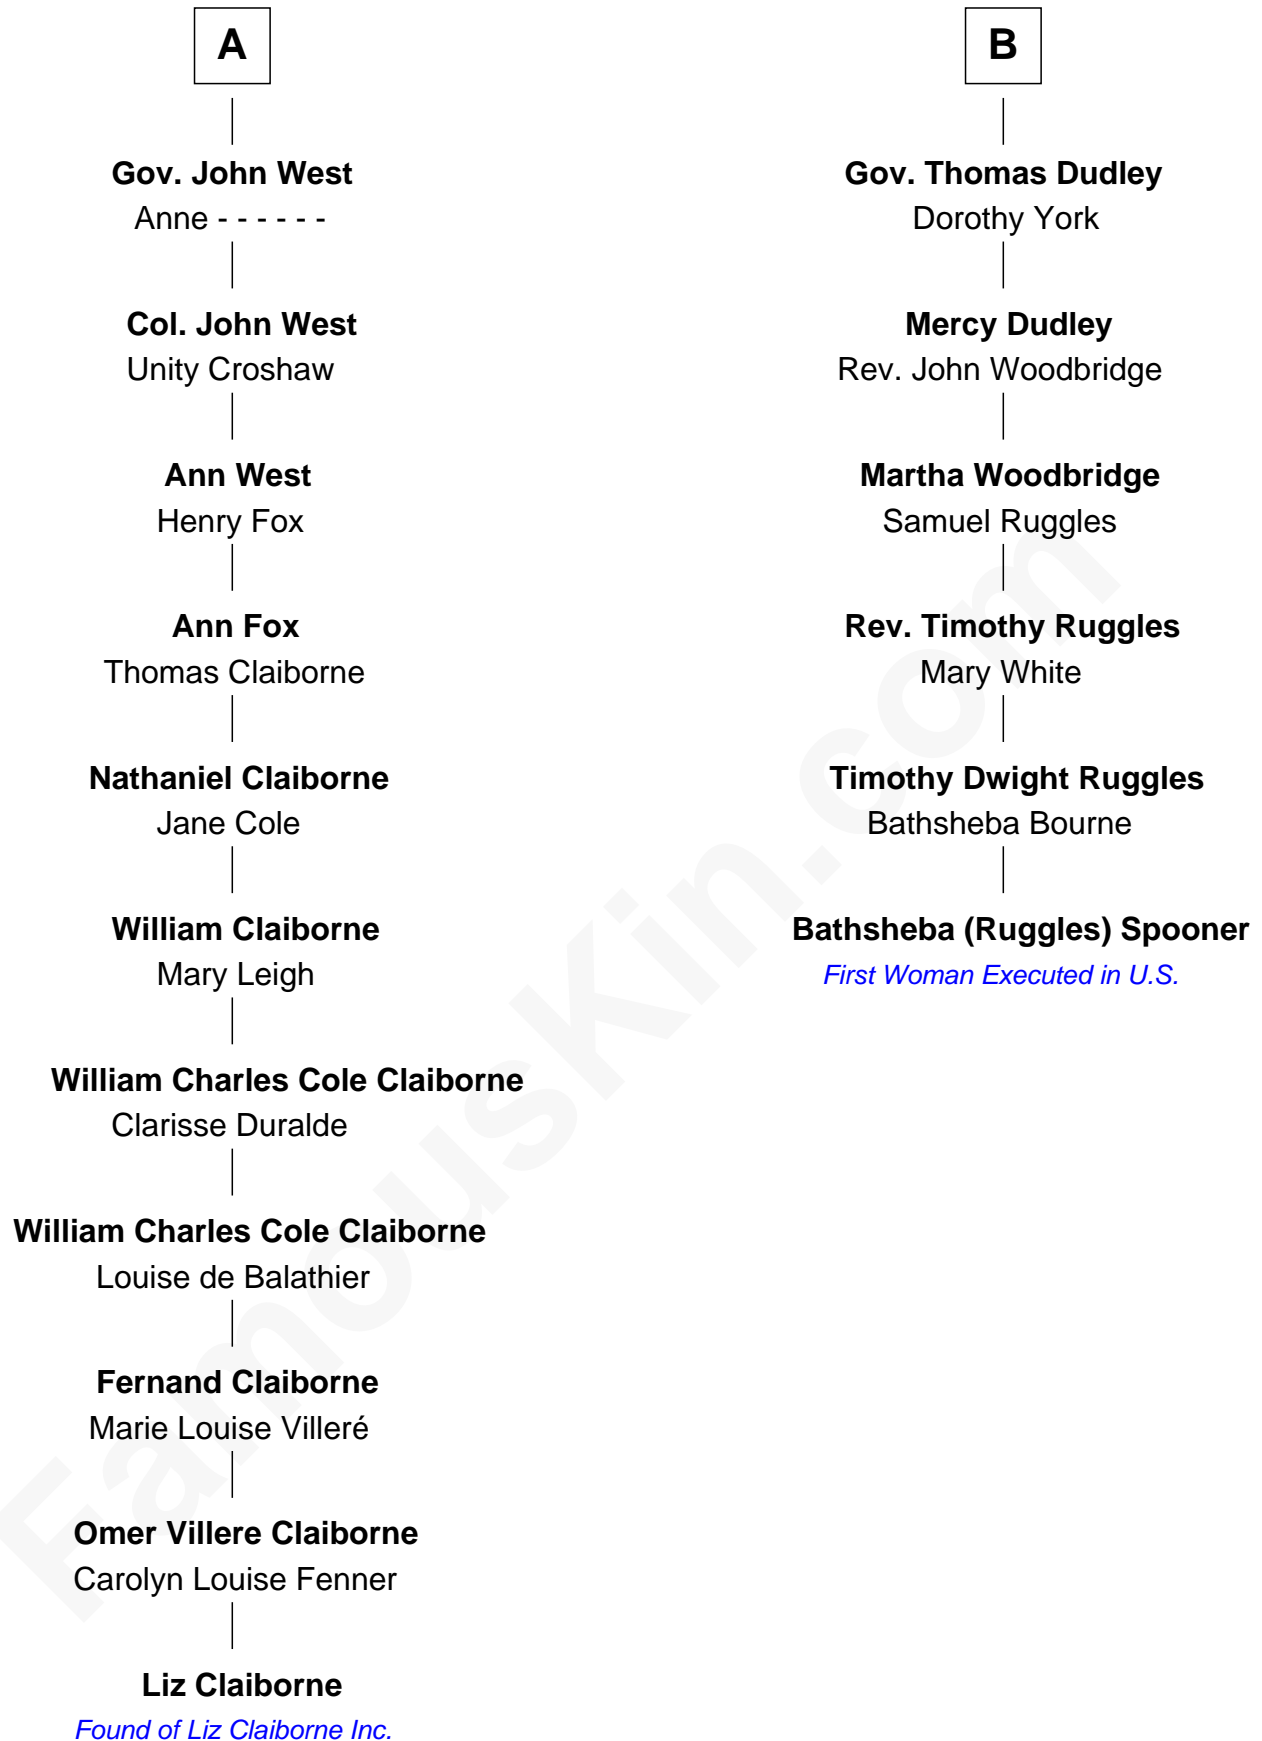 A
Gov. John West
Anne - - - - - -
Col. John West
Unity Croshaw
Ann West
Henry Fox
Ann Fox
Thomas Claiborne
Nathaniel Claiborne
Jane Cole
William Claiborne
Mary Leigh
William Charles Cole Claiborne
Clarisse Duralde
William Charles Cole Claiborne
Louise de Balathier
Fernand Claiborne
Marie Louise Villeré
Omer Villere Claiborne
Carolyn Louise Fenner
Liz Claiborne
Found of Liz Claiborne Inc.
B
Gov. Thomas Dudley
Dorothy York
Mercy Dudley
Rev. John Woodbridge
Martha Woodbridge
Samuel Ruggles
Rev. Timothy Ruggles
Mary White
Timothy Dwight Ruggles
Bathsheba Bourne
Bathsheba (Ruggles) Spooner
First Woman Executed in U.S.
FamousKin.com